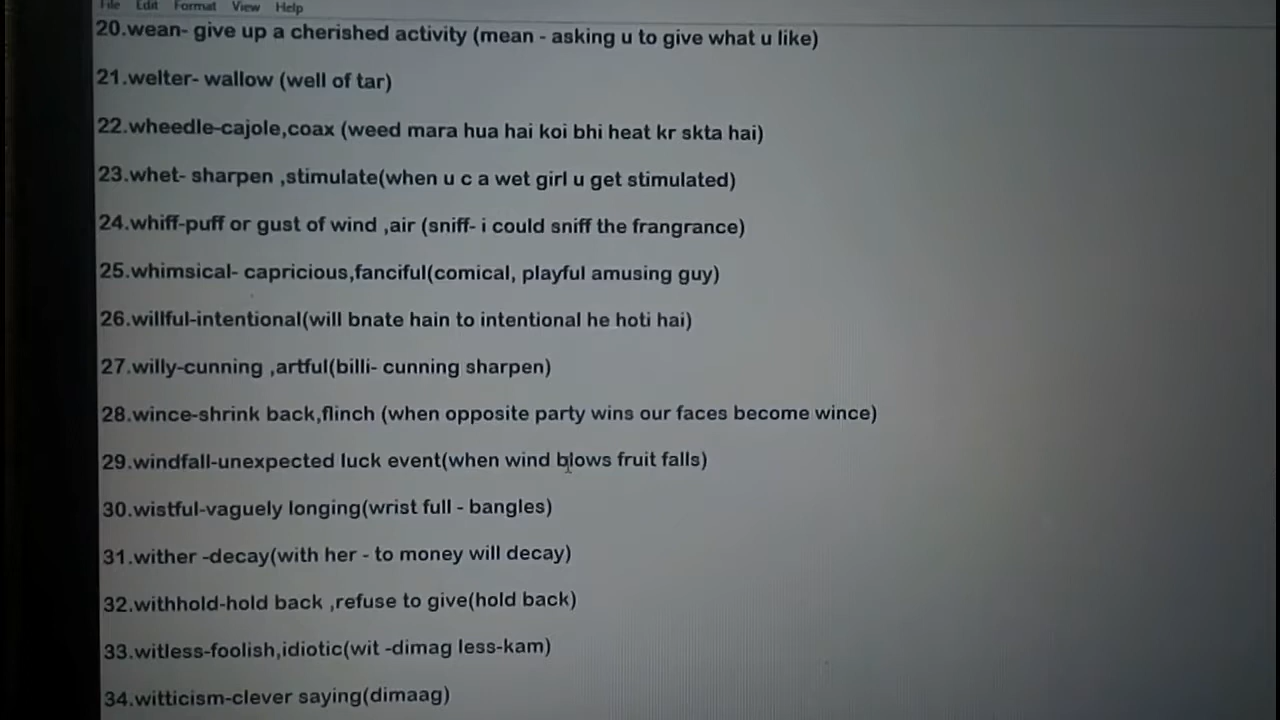 File Edit Format View Help
20.wean- give up a cherished activity (mean - asking u to give what u like)
21.welter- wallow (well of tar)
22.wheedle-cajole,coax (weed mara hua hai koi bhi heat kr skta hai)
23.whet- sharpen ,stimulate(when u c a wet girl u get stimulated)
24.whiff-puff or gust of wind ,air (sniff- i could sniff the frangrance)
25.whimsical- capricious,fanciful(comical, playful amusing guy)
26.willful-intentional(will bnate hain to intentional he hoti hai)
27.willy-cunning ,artful(billi- cunning sharpen)
28.wince-shrink back,flinch (when opposite party wins our faces become wince)
29.windfall-unexpected luck event(when wind blows fruit falls)
30.wistful-vaguely longing(wrist full - bangles)
31.wither -decay(with her - to money will decay)
32.withhold-hold back ,refuse to give(hold back)
33.witless-foolish,idiotic(wit -dimag less-kam)
34.witticism-clever saying(dimaag)